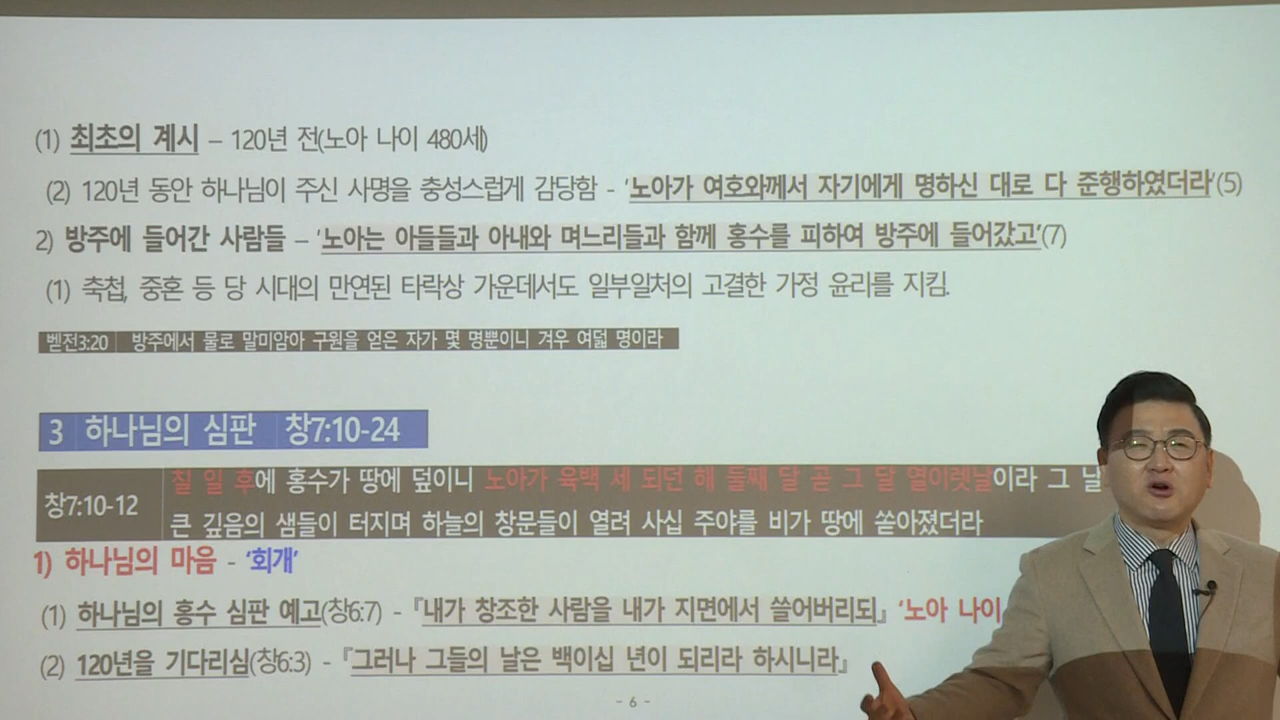 (1) 최초의 계시 – 120년 전(노아 나이 480세)
(2) 120년 동안 하나님이 주신 사명을 충성스럽게 감당함 - '노아가 여호와께서 자기에게 명하신 대로 다 준행하였더라'(5)
2) 방주에 들어간 사람들 – '노아는 아들들과 아내와 며느리들과 함께 홍수를 피하여 방주에 들어갔고'(7)
(1) 축첩, 중혼 등 당 시대의 만연된 타락상 가운데서도 일부일처의 고결한 가정 윤리를 지킴.
벧전3:20 방주에서 물로 말미암아 구원을 얻은 자가 몇 명뿐이니 겨우 여덟 명이라
3 하나님의 심판 창7:10-24
창7:10-12 칠 일 후에 홍수가 땅에 덮이니 노아가 육백 세 되던 해 둘째 달 곧 그 달 열이렛날이라 그 날
큰 깊음의 샘들이 터지며 하늘의 창문들이 열려 사십 주야를 비가 땅에 쏟아졌더라
1) 하나님의 마음 - '회개'
(1) 하나님의 홍수 심판 예고(창6:7) - 『내가 창조한 사람을 내가 지면에서 쓸어버리되』 '노아 나이
(2) 120년을 기다리심(창6:3) - 『그러나 그들의 날은 백이십 년이 되리라 하시니라』
- 6 -